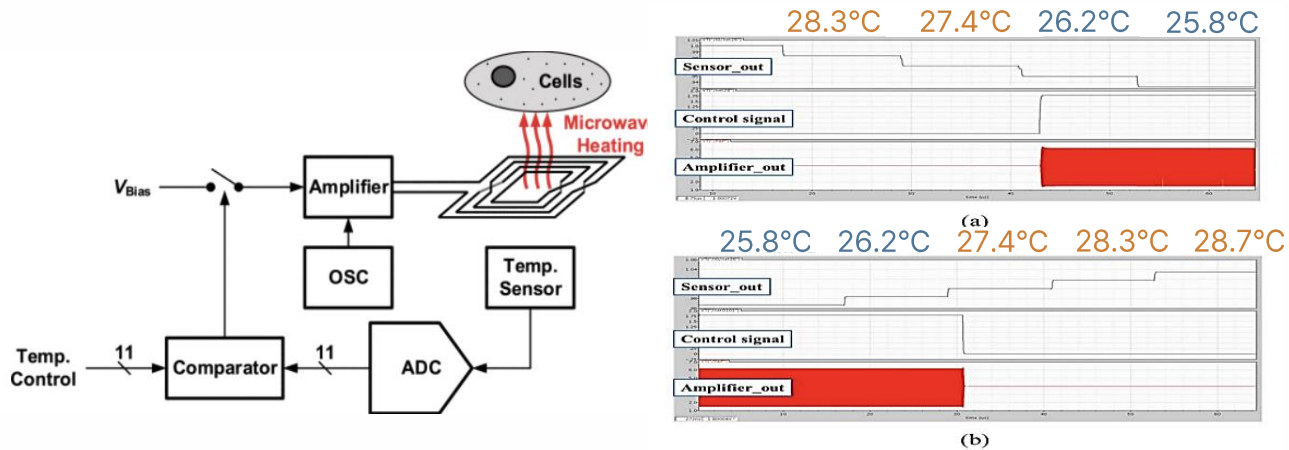 Cells
Microwav
Heating
VBias
Amplifier
OSC
Temp.
Sensor
Temp.
Control
11
Comparator
11
ADC
28.3°C 27.4°C 26.2°C 25.8°C
Sensor_out
Control signal
Amplifier_out
(a)
25.8°C 26.2°C 27.4°C 28.3°C 28.7°C
Sensor_out
Control signal
Amplifier_out
(b)